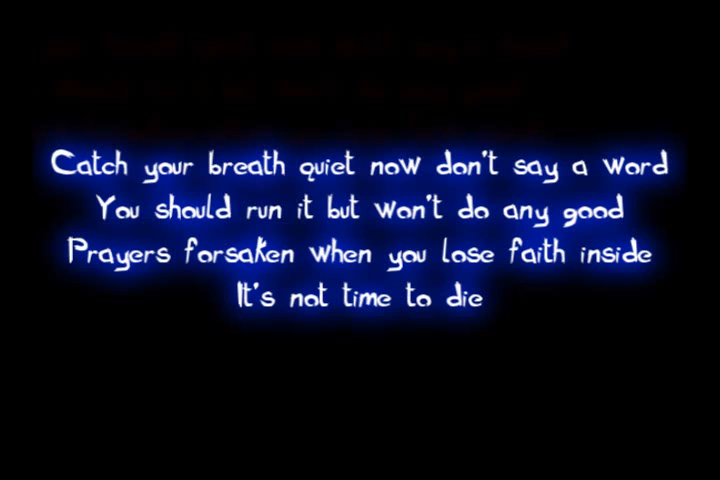 Catch your breath quiet now don't say a word
You should run it but won't do any good
Prayers forsaken when you lose faith inside
It's not time to die